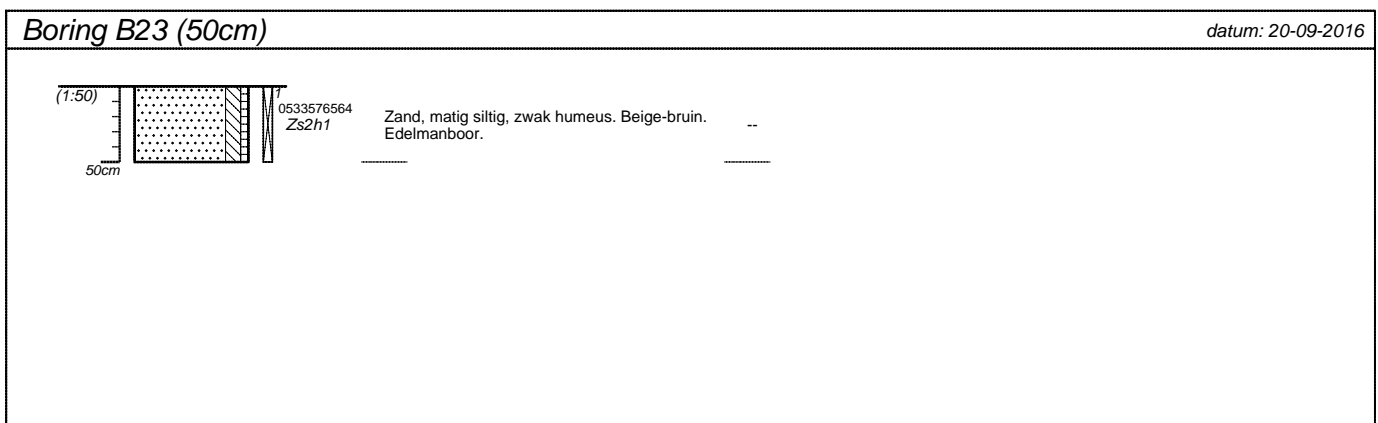 Boring B23 (50cm)
datum: 20-09-2016
(1:50)
1
0533576564
Zs2h1
Zand, matig siltig, zwak humeus. Beige-bruin.
Edelmanboor.
--
50cm